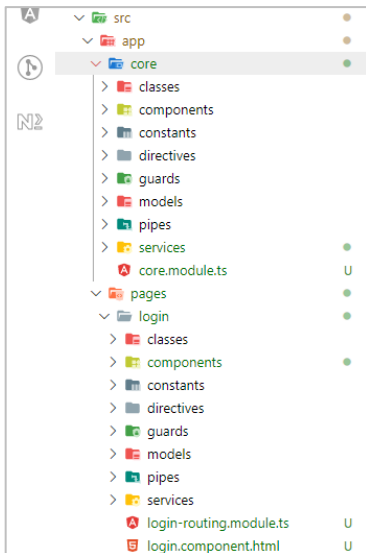 src
app
core
classes
components
constants
directives
guards
models
pipes
services
core.module.ts U
pages
login
classes
components
constants
directives
guards
models
pipes
services
login-routing.module.ts U
login.component.html U